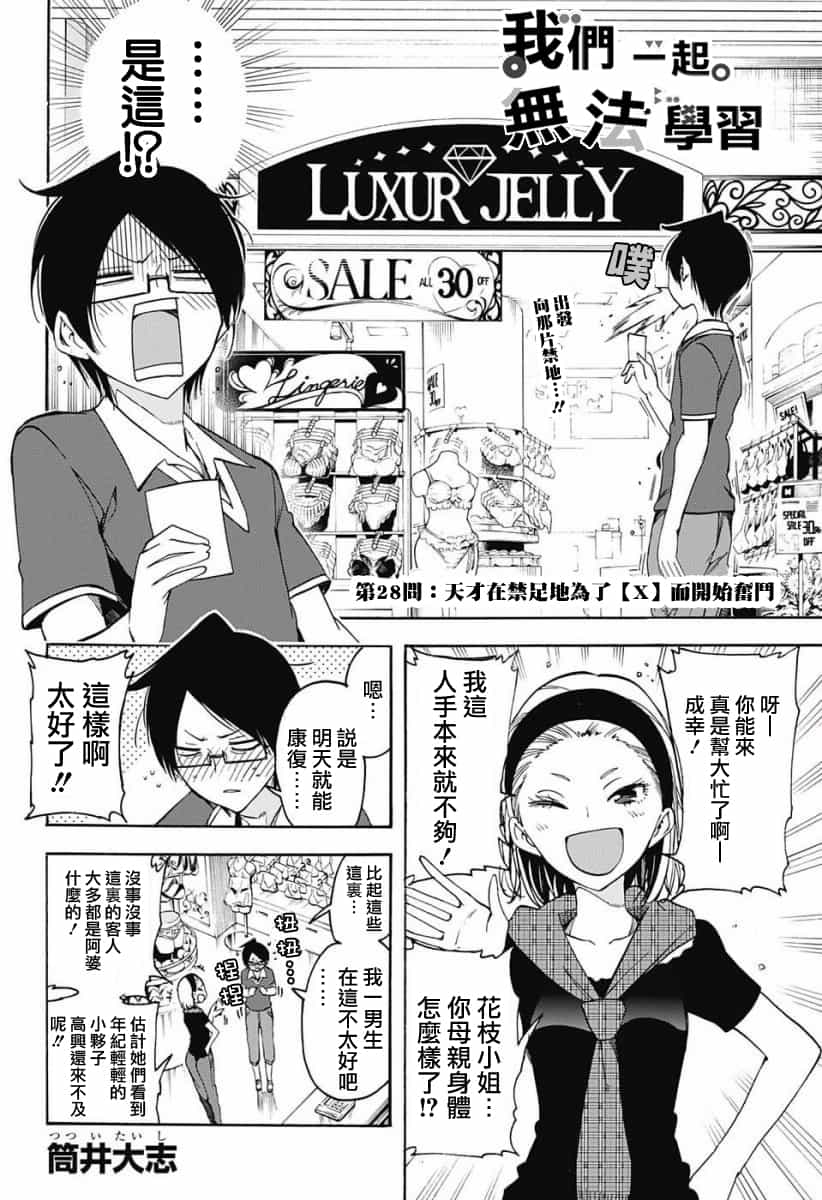 我們一起
無法學習
……
是這!?
LUXUR JELLY
SALE ALL 30 OFF
噗
出發
向那片禁地…!!
Lingerie
SALE
30
SALE!
SPECIAL
SALE
30%
OFF
第28問：天才在禁足地為了【X】而開始奮鬥
呀—
你能來
真是幫大忙了啊—
成幸！
我這
人手本來就不夠！
花枝小姐…
你母親身體
怎麼樣了!?
嗯…
説是
明天就能
康復……
這樣啊
太好了!!
比起這些
這裏…
我一男生
在這不太好吧
……
扭
扭…
捏
捏
沒事沒事
這裏的客人
大多都是阿婆
什麼的！
估計她們看到
年紀輕輕的
小夥子
高興還來不及
呢!!
つつ い たい し
筒井大志